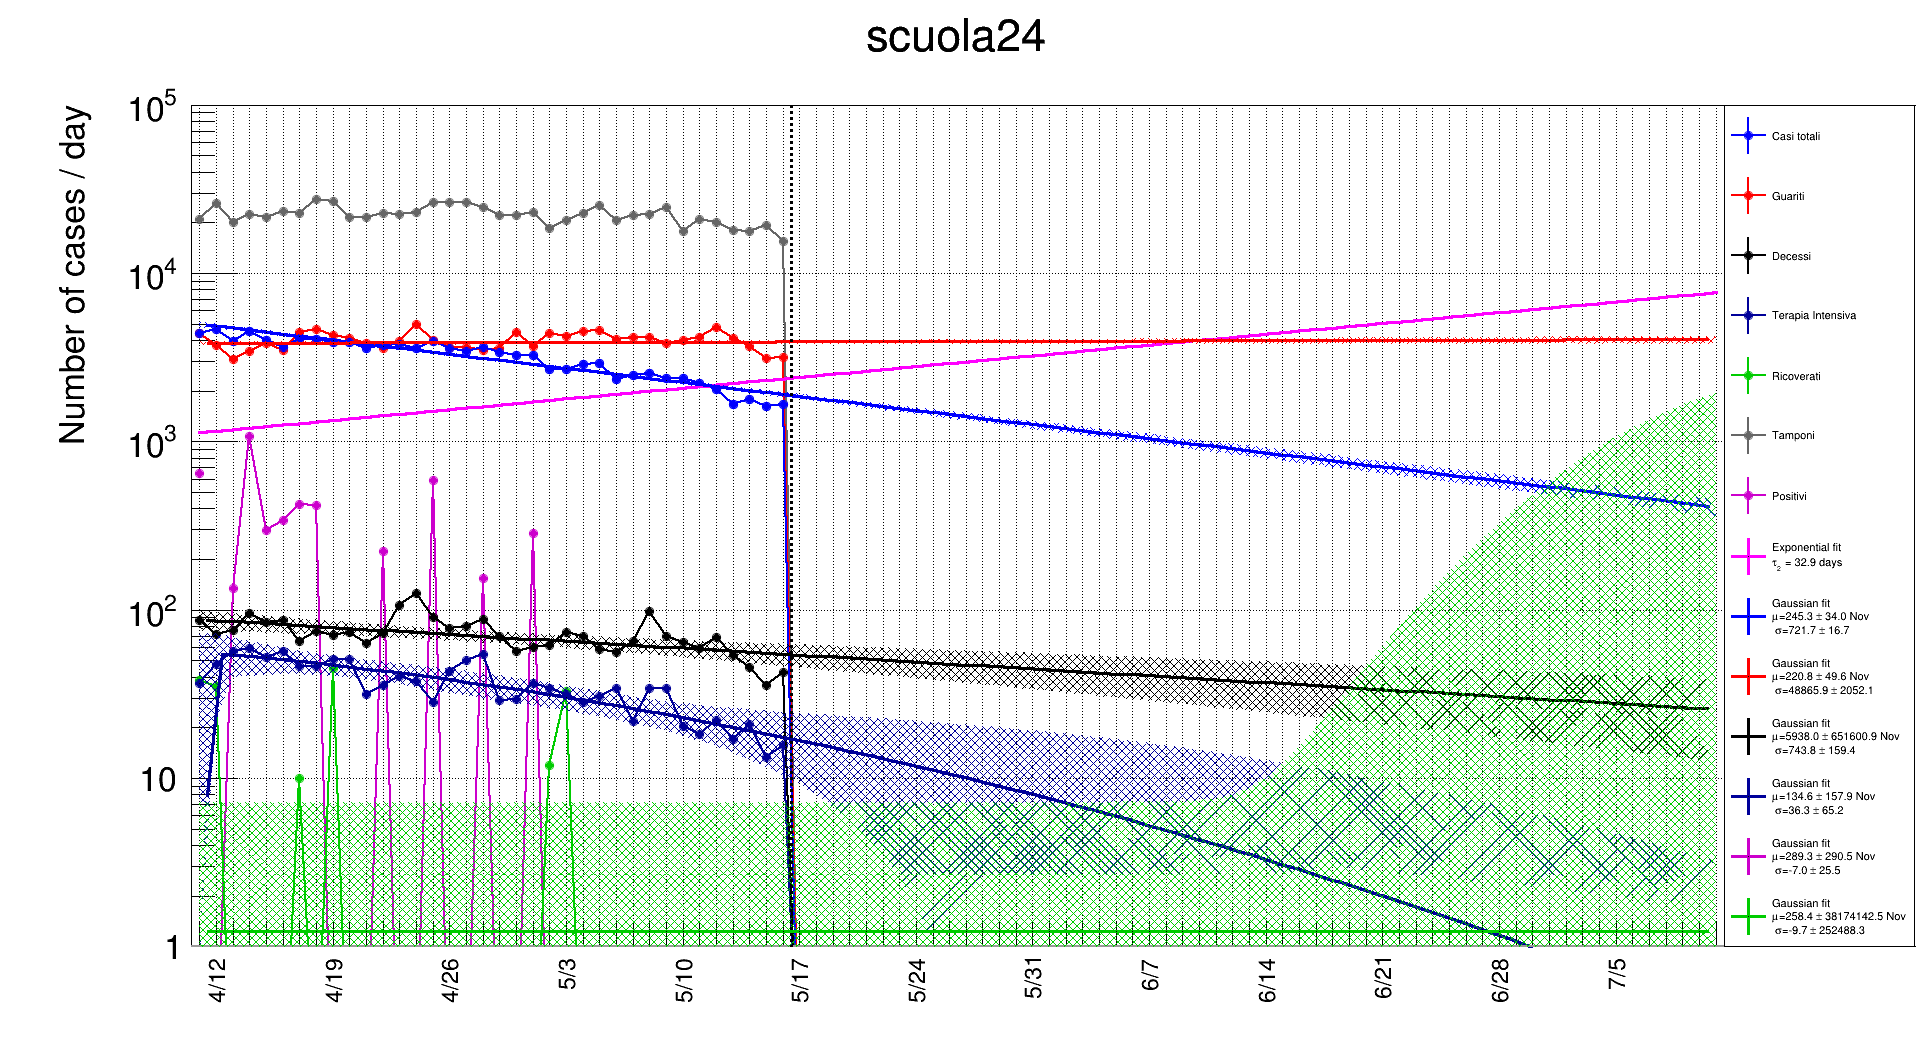 scuola24
Number of cases / day
10^5
10^4
10^3
10^2
10
1
4/12
4/19
4/26
5/3
5/10
5/17
5/24
5/31
6/7
6/14
6/21
6/28
7/5
Casi totali
Guariti
Decessi
Terapia Intensiva
Ricoverati
Tamponi
Positivi
Exponential fit
τ₂ = 32.9 days
Gaussian fit
μ=245.3 ± 34.0 Nov
σ=721.7 ± 16.7
Gaussian fit
μ=220.8 ± 49.6 Nov
σ=48865.9 ± 2052.1
Gaussian fit
μ=5938.0 ± 651600.9 Nov
σ=743.8 ± 159.4
Gaussian fit
μ=134.6 ± 157.9 Nov
σ=36.3 ± 65.2
Gaussian fit
μ=289.3 ± 290.5 Nov
σ=-7.0 ± 25.5
Gaussian fit
μ=258.4 ± 38174142.5 Nov
σ=-9.7 ± 252488.3